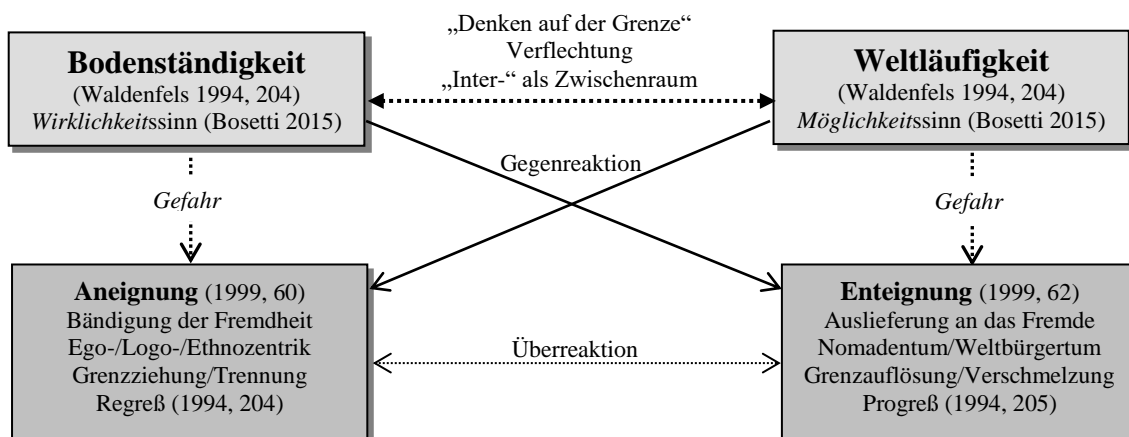 „Denken auf der Grenze“
Verflechtung
„Inter-“ als Zwischenraum
Bodenständigkeit
(Waldenfels 1994, 204)
Wirklichkeitssinn (Bosetti 2015)
Weltläufigkeit
(Waldenfels 1994, 204)
Möglichkeitssinn (Bosetti 2015)
Gegenreaktion
Gefahr
Gefahr
Aneignung (1999, 60)
Bändigung der Fremdheit
Ego-/Logo-/Ethnozentrik
Grenzziehung/Trennung
Regreß (1994, 204)
Überreaktion
Enteignung (1999, 62)
Auslieferung an das Fremde
Nomadentum/Weltbürgertum
Grenzauflösung/Verschmelzung
Progreß (1994, 205)